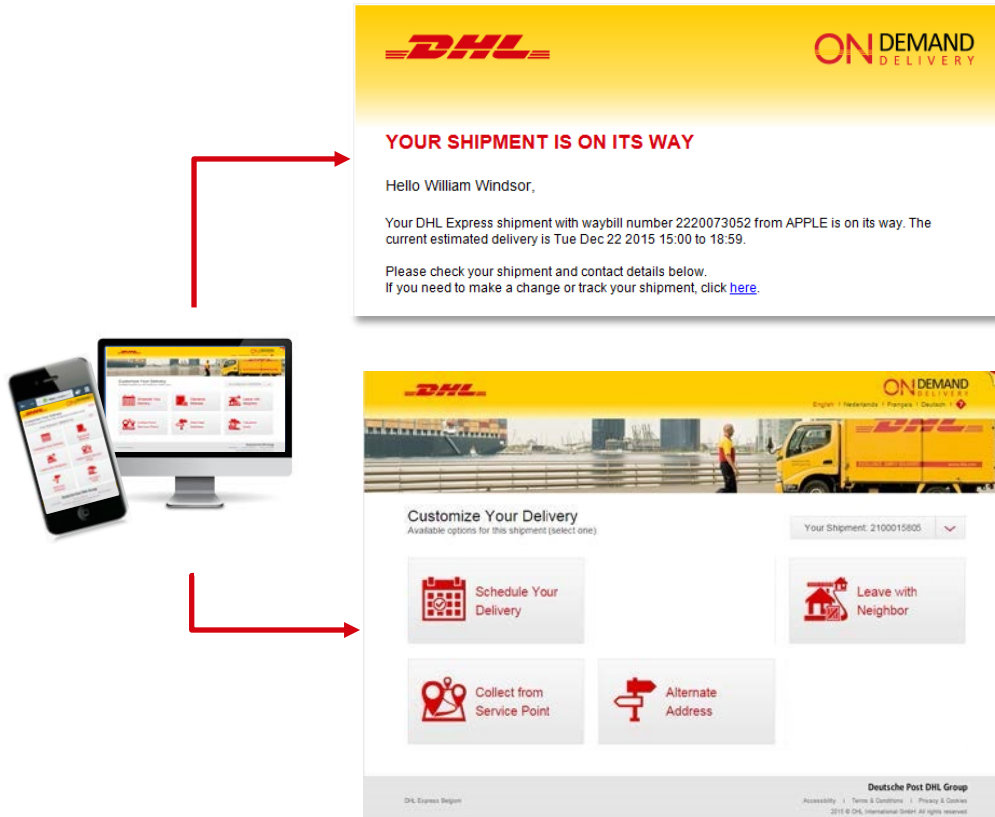 DHL
ON DEMAND
DELIVERY
YOUR SHIPMENT IS ON ITS WAY
Hello William Windsor,
Your DHL Express shipment with waybill number 2220073052 from APPLE is on its way. The
current estimated delivery is Tue Dec 22 2015 15:00 to 18:59.
Please check your shipment and contact details below.
If you need to make a change or track your shipment, click here.
DHL
ON DEMAND
DELIVERY
English | Nederlands | Français | Deutsch | ?
DHL
Customize Your Delivery
Available options for this shipment (select one)
Your Shipment: 2100015805
Schedule Your
Delivery
Leave with
Neighbor
Collect from
Service Point
Alternate
Address
DHL Express Belgium
Deutsche Post DHL Group
Accessibility | Terms & Conditions | Privacy & Cookies
2015 © DHL International GmbH. All rights reserved.